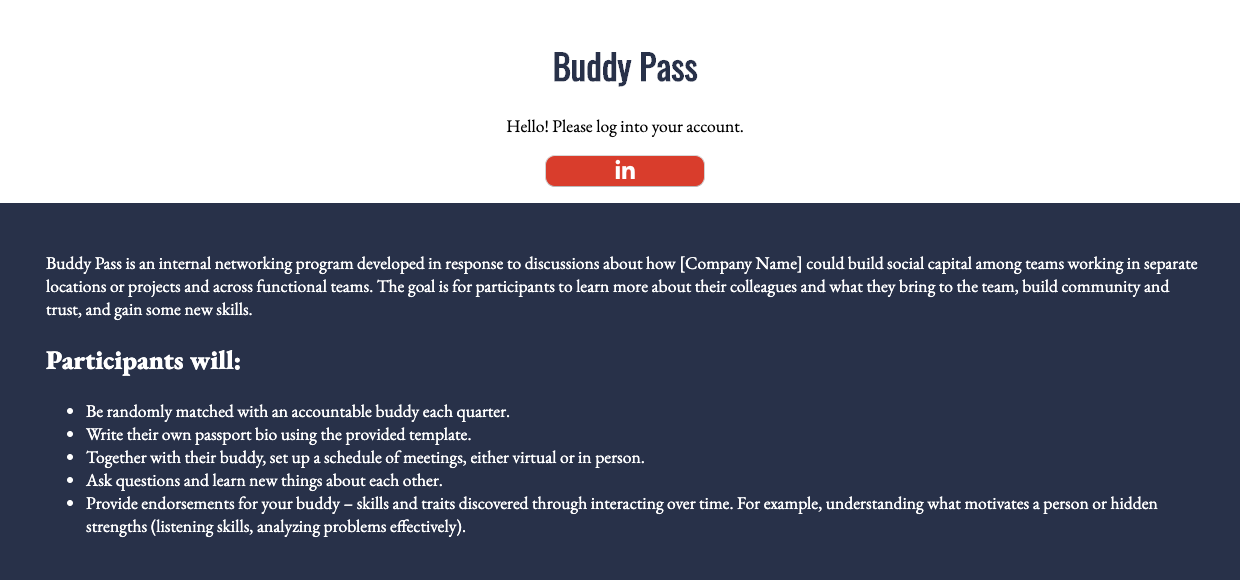 Buddy Pass
Hello! Please log into your account.
in
Buddy Pass is an internal networking program developed in response to discussions about how [Company Name] could build social capital among teams working in separate
locations or projects and across functional teams. The goal is for participants to learn more about their colleagues and what they bring to the team, build community and
trust, and gain some new skills.
Participants will:
• Be randomly matched with an accountable buddy each quarter.
• Write their own passport bio using the provided template.
• Together with their buddy, set up a schedule of meetings, either virtual or in person.
• Ask questions and learn new things about each other.
• Provide endorsements for your buddy – skills and traits discovered through interacting over time. For example, understanding what motivates a person or hidden
strengths (listening skills, analyzing problems effectively).